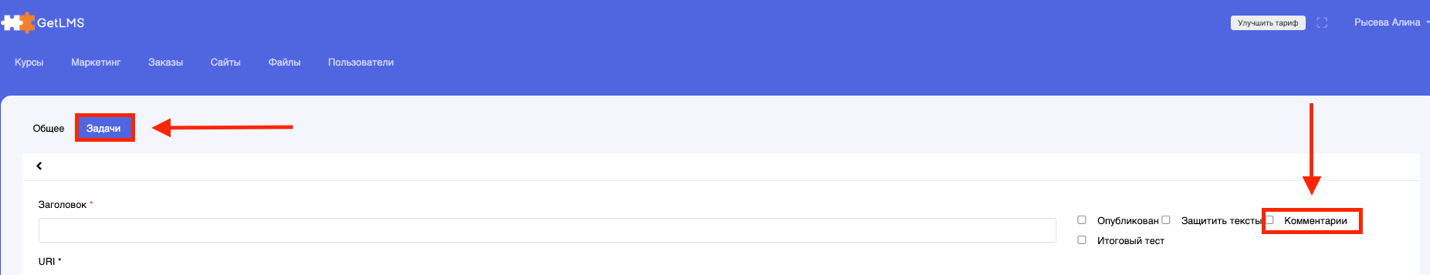 GetLMS
Улучшить тариф
Рысева Алина
Курсы Маркетинг Заказы Сайты Файлы Пользователи
Общее Задачи
Заголовок *
Опубликован Защитить тексты Комментарии
Итоговый тест
URI *